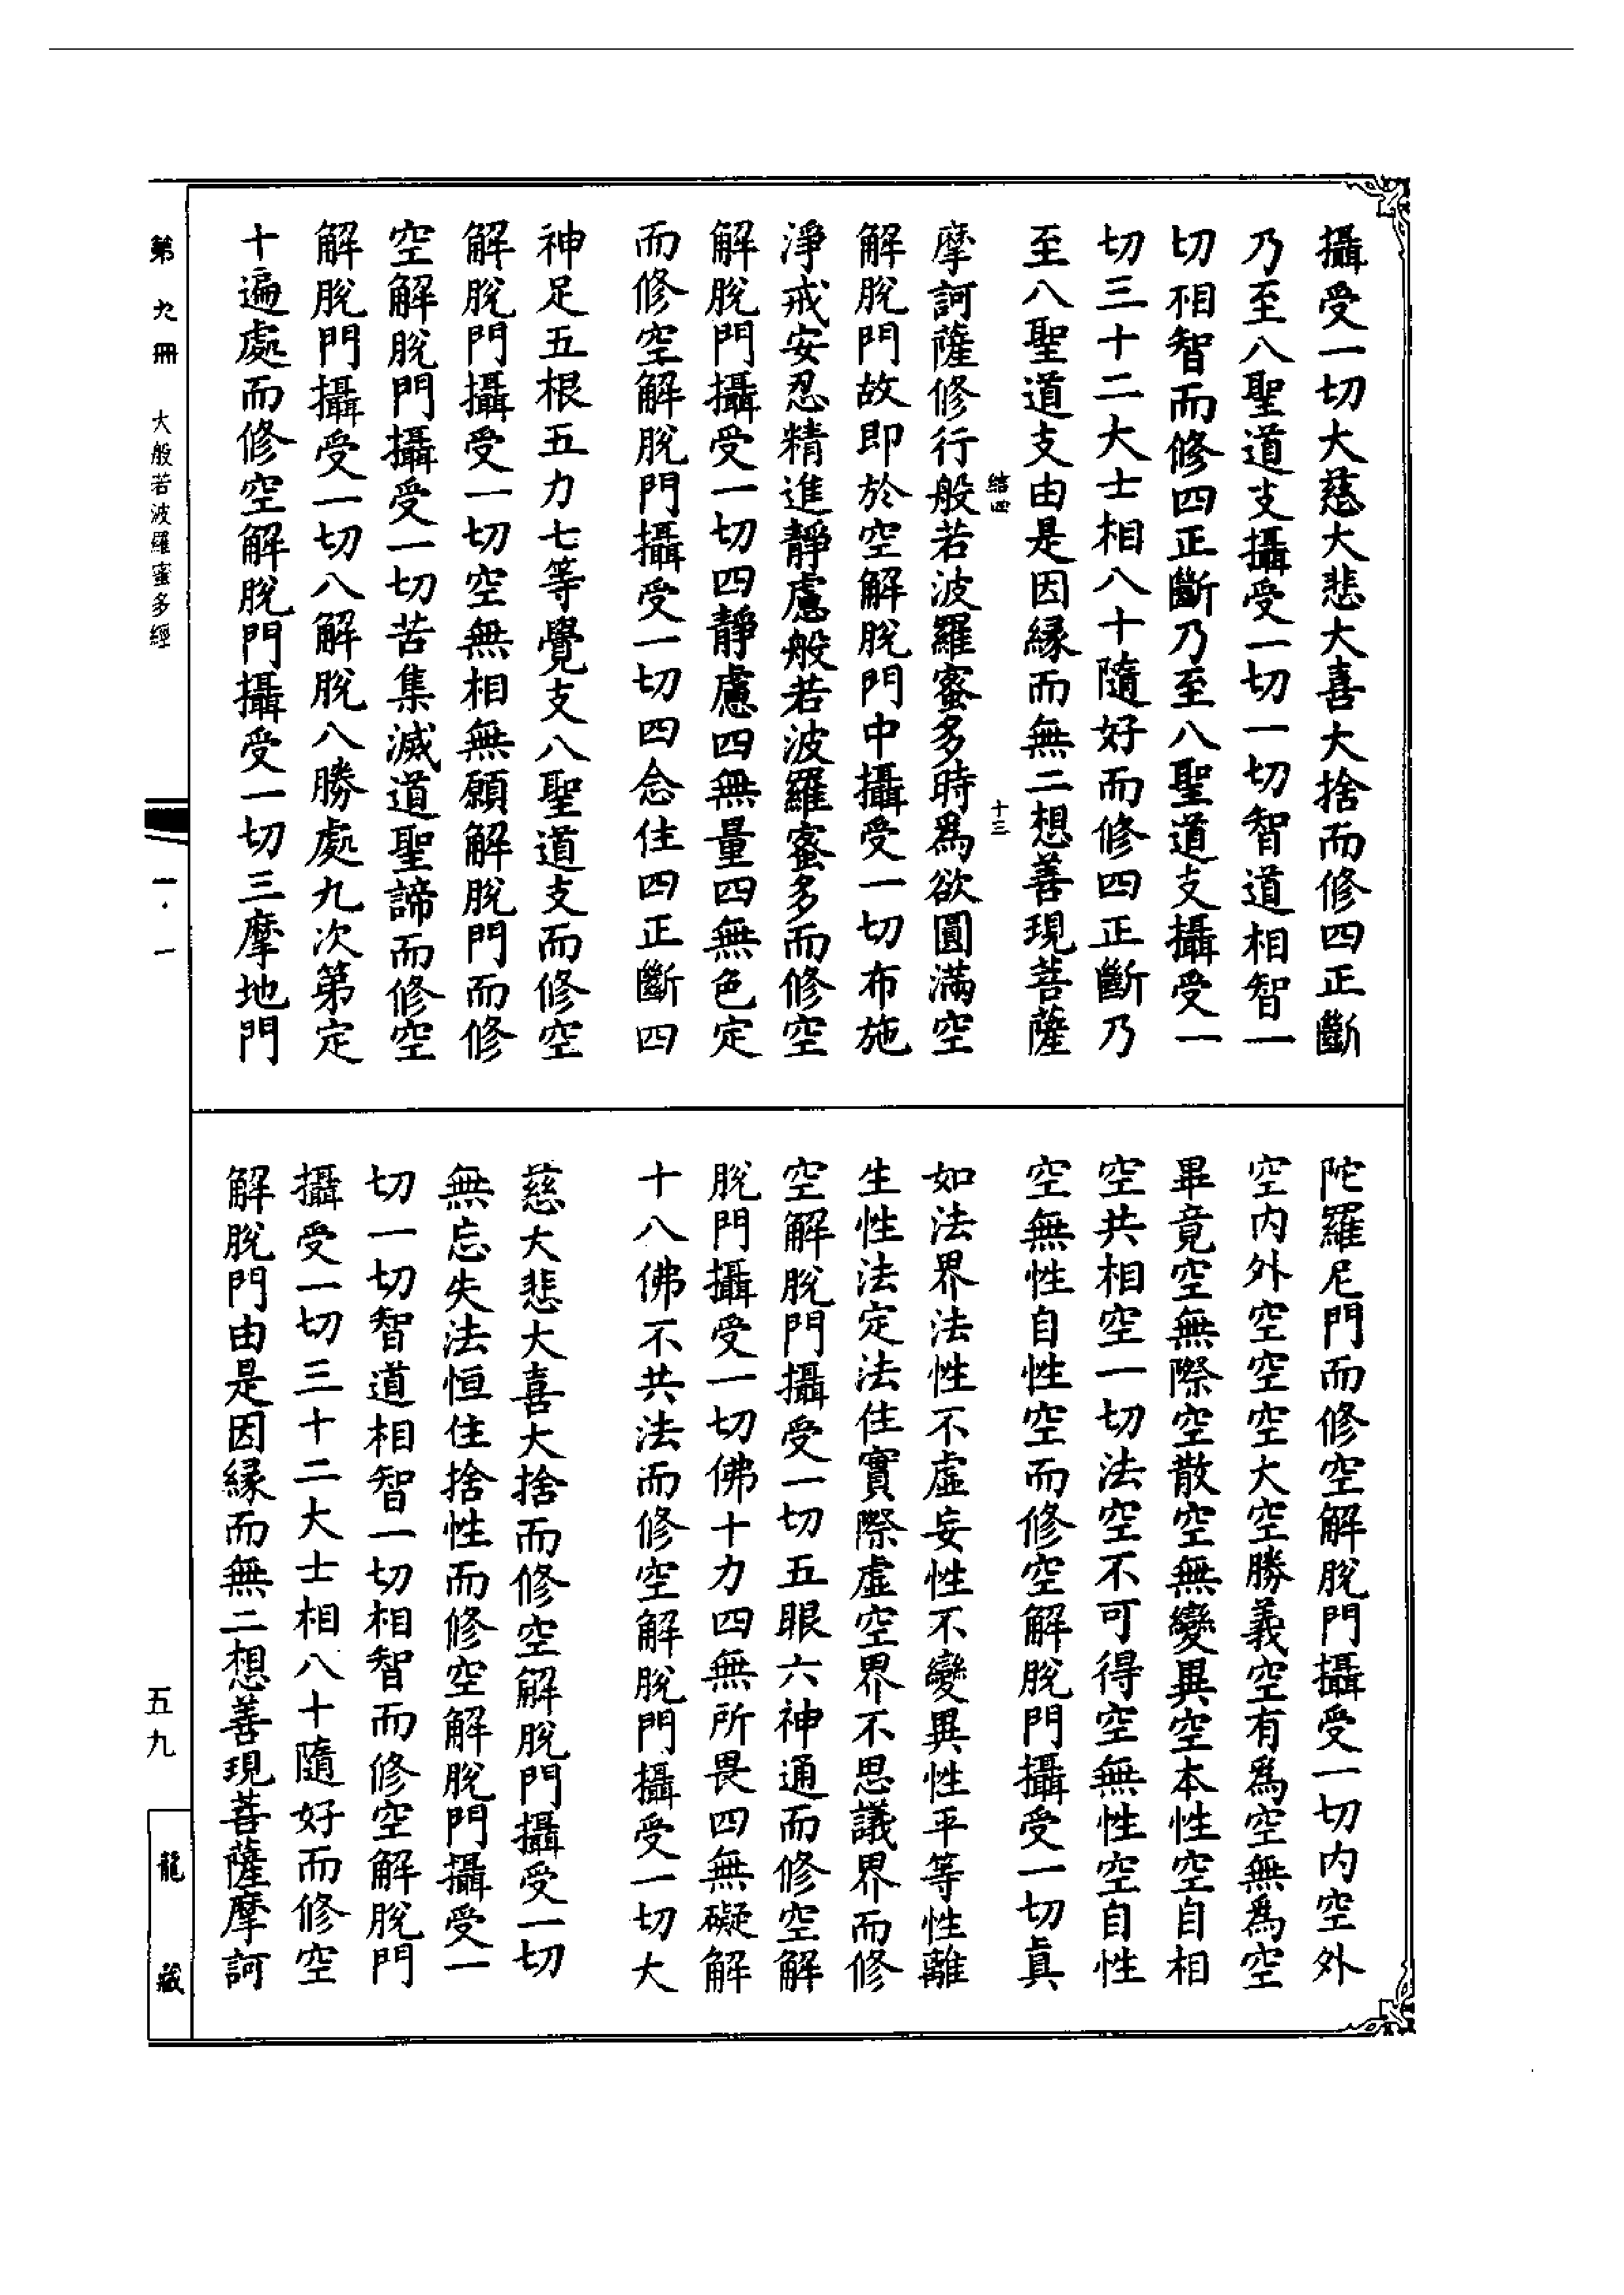 攝受一切大慈大悲大喜大捨而修四正斷
乃至八聖道支攝受一切一切智道相智一
切相智而修四正斷乃至八聖道支攝受一
切三十二大士相八十隨好而修四正斷乃
至八聖道支由是因緣而無二想善現菩薩
結四
十三
摩訶薩修行般若波羅蜜多時爲欲圓滿空
解脫門故即於空解脫門中攝受一切布施
淨戒安忍精進靜慮般若波羅蜜多而修空
解脫門攝受一切四靜慮四無量四無色定
而修空解脫門攝受一切四念住四正斷四
神足五根五力七等覺支八聖道支而修空
解脫門攝受一切空無相無願解脫門而修
空解脫門攝受一切苦集滅道聖諦而修空
解脫門攝受一切八解脫八勝處九次第定
十遍處而修空解脫門攝受一切三摩地門
陀羅尼門而修空解脫門攝受一切內空外
空內外空空空大空勝義空有爲空無爲空
畢竟空無際空散空無變異空本性空自相
空共相空一切法空不可得空無性空自性
空無性自性空而修空解脫門攝受一切真
如法界法性不虛妄性不變異性平等性離
生性法定法住實際虛空界不思議界而修
空解脫門攝受一切五眼六神通而修空解
脫門攝受一切佛十力四無所畏四無礙解
十八佛不共法而修空解脫門攝受一切大
慈大悲大喜大捨而修空解脫門攝受一切
無忘失法恒住捨性而修空解脫門攝受一
切一切智道相智一切相智而修空解脫門
攝受一切三十二大士相八十隨好而修空
解脫門由是因緣而無二想善現菩薩摩訶
第九冊 大般若波羅蜜多經
一·一
五九
龍藏